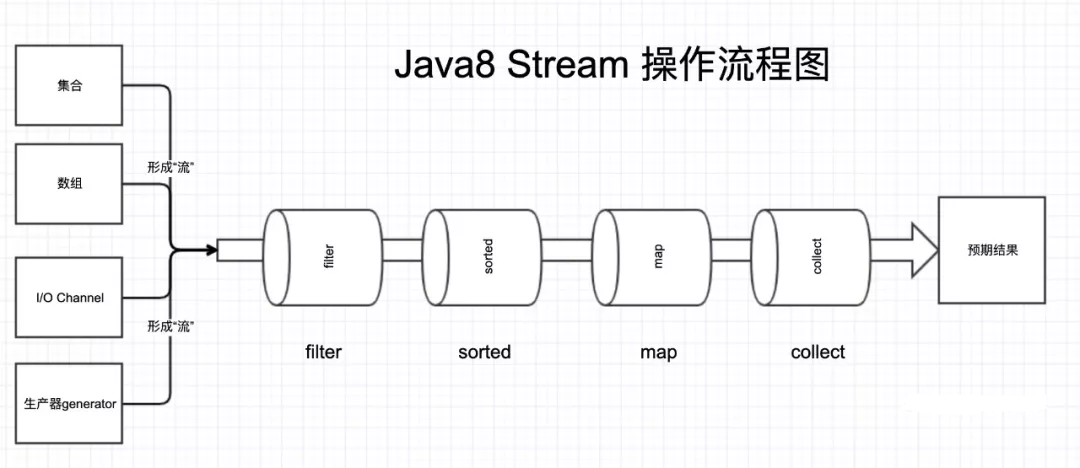 Java8 Stream 操作流程图
集合
形成“流”
数组
I/O Channel
形成“流”
生产器generator
filter
sorted
map
collect
预期结果
filter
sorted
map
collect